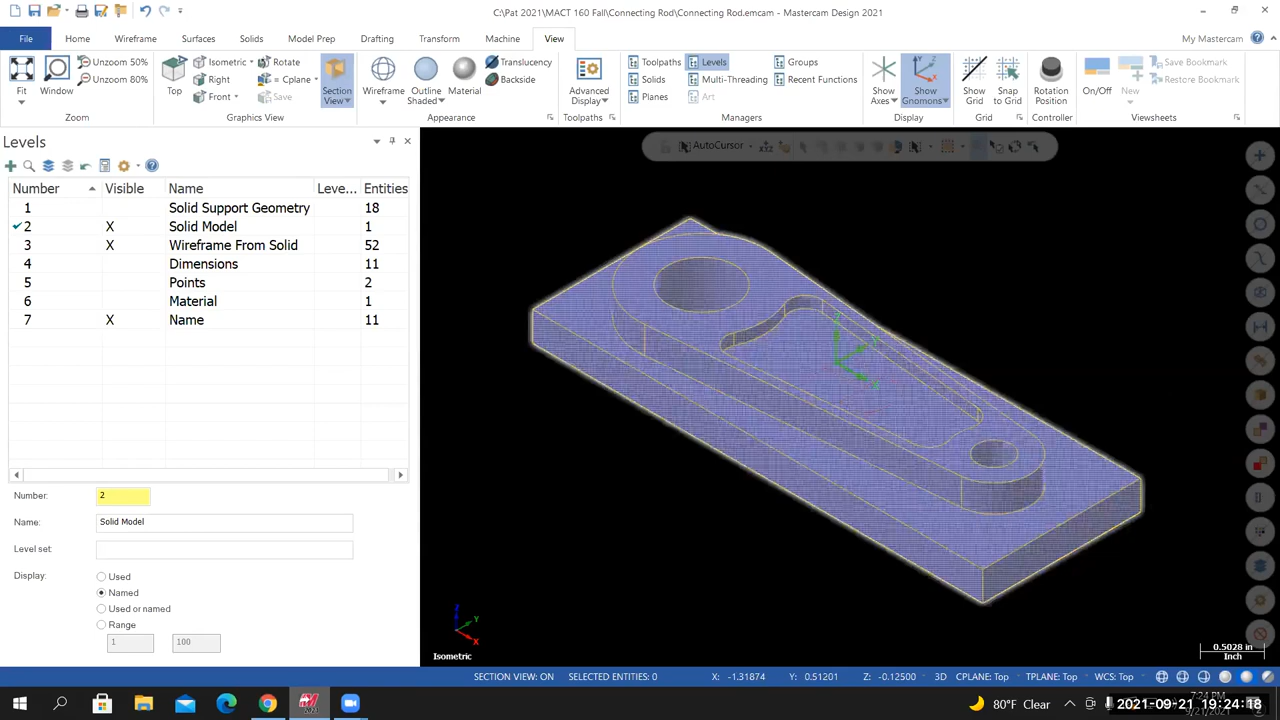 C:\Pat 2021\MACT 160 Fall\Connecting Rod\Connecting Rod.emcam - Mastercam Design 2021
File Home Wireframe Surfaces Solids Model Prep Drafting Transform Machine View My Mastercam
Unzoom 50% Isometric Rotate Translucency Toolpaths Levels Groups Save Bookmark
Unzoom 80% Right = Cplane Backside Solids Multi-Threading Recent Functions Restore Bookmark
Front Save Planes Art
Fit Window Top Section View Wireframe Outline Shaded Material Advanced Display Show Axes Show Gnomons Show Grid Snap to Grid Rotation Position On/Off New
Zoom Graphics View Appearance Toolpaths Managers Display Grid Controller Viewsheets
Levels
AutoCursor
Number Visible Name Leve... Entities
1 Solid Support Geometry 18
2 X Solid Model 1
3 X Wireframe From Solid 52
4 Dimensions 11
5 Points 2
6 Material 1
7 X Name 11
Number: 2
Name: Solid Model
Level set:
Display: Used
Named
Used or named
Range
1 100
Z Y X
Isometric
0.5028 in
Inch
SECTION VIEW: ON SELECTED ENTITIES: 0 X: -1.31874 Y: 0.51201 Z: -0.12500 3D CPLANE: Top TPLANE: Top WCS: Top
80°F Clear 7:24 PM
2021-09-21 19:24:18
9/21/2021